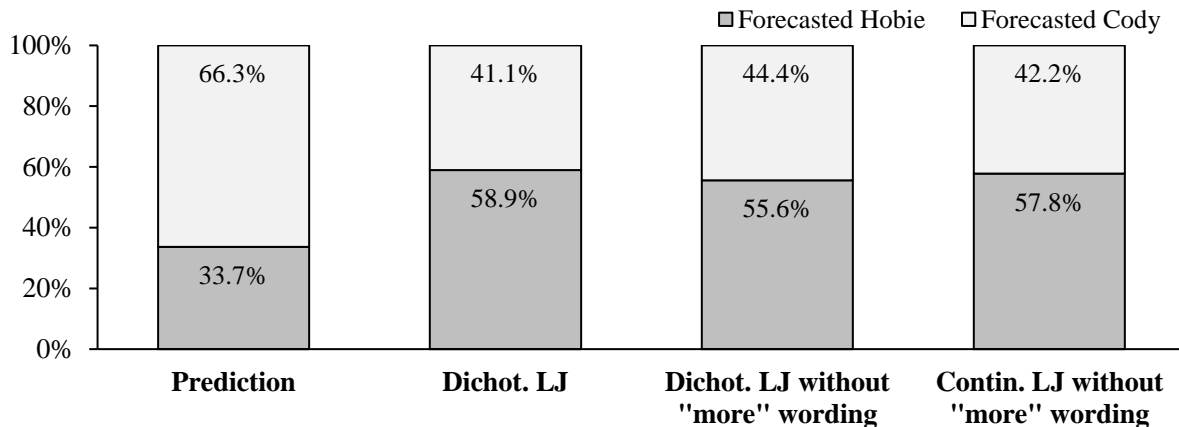 Forecasted Hobie Forecasted Cody
100%
80%
60%
40%
20%
0%
66.3% 41.1% 44.4% 42.2%
33.7% 58.9% 55.6% 57.8%
Prediction Dichot. LJ Dichot. LJ without Contin. LJ without
"more" wording "more" wording